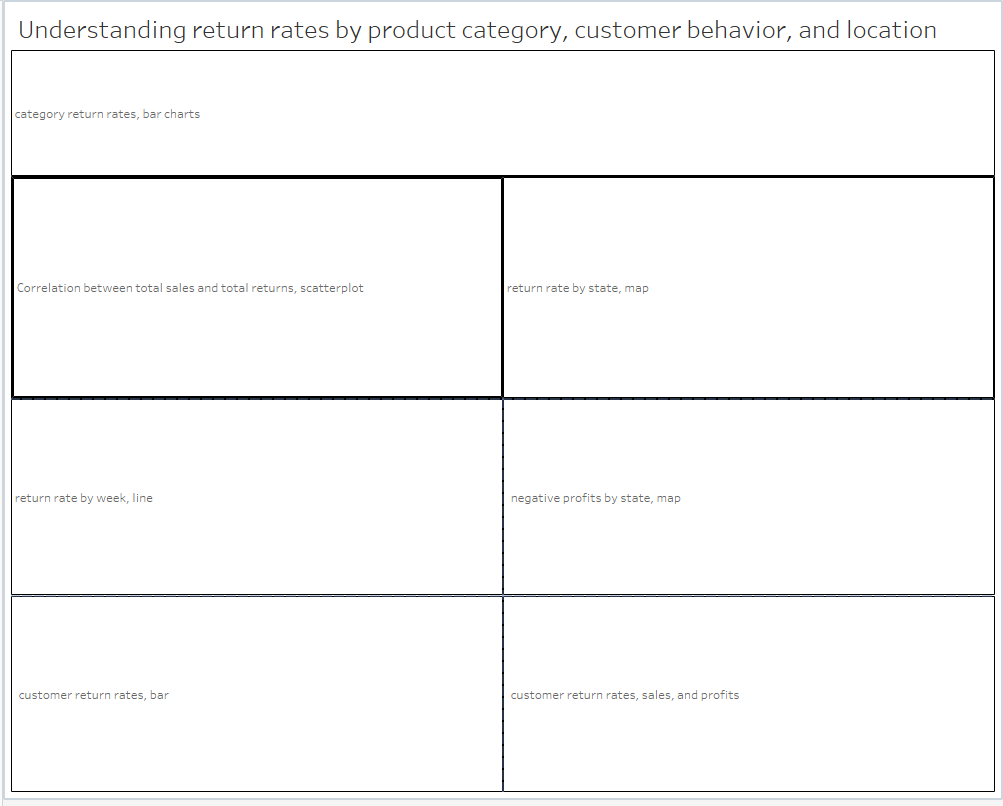 Understanding return rates by product category, customer behavior, and location
category return rates, bar charts
Correlation between total sales and total returns, scatterplot
return rate by state, map
return rate by week, line
negative profits by state, map
customer return rates, bar
customer return rates, sales, and profits